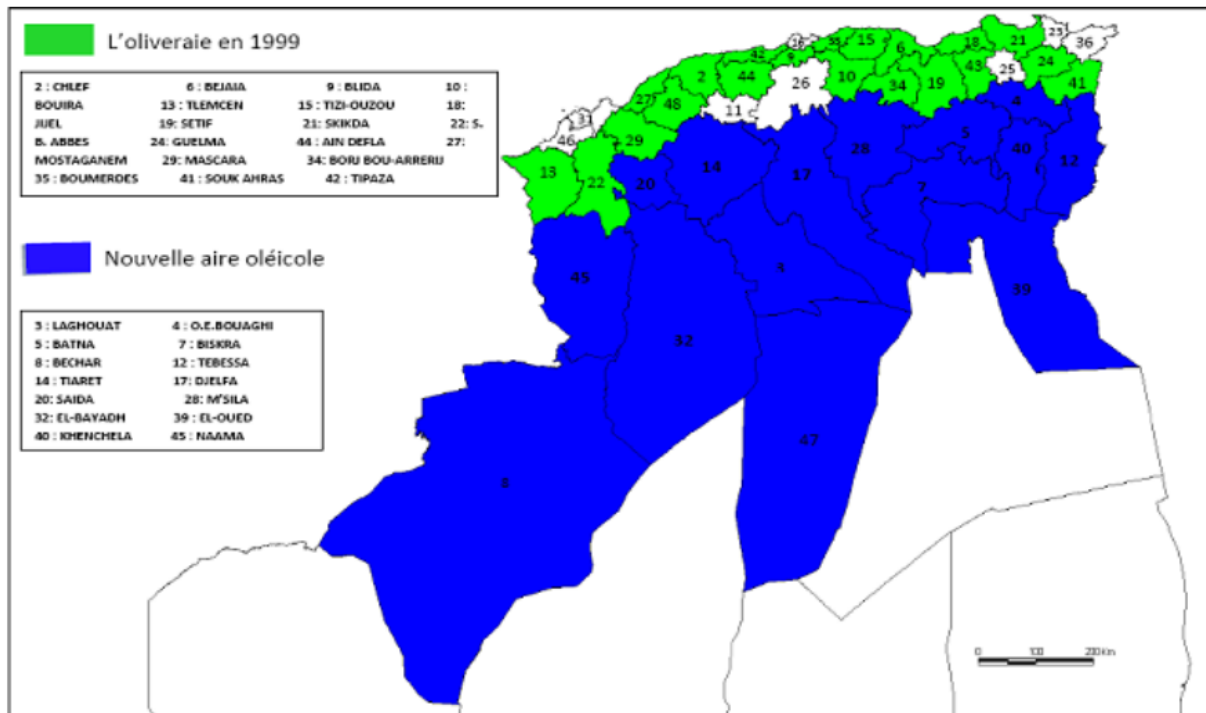 L'oliveraie en 1999
2 : CHLEF 6 : BEJAIA 9 : BLIDA 10 :
BOUIRA 13 : TLEMCEN 15 : TIZI-OUZOU 18:
JIJEL 19: SETIF 21: SKIKDA 22: S.
B. ABBES 24: GUELMA 44 : AIN DEFLA 27:
MOSTAGANEM 29: MASCARA 34: BORJ BOU-ARRERIJ
35 : BOUMERDES 41 : SOUK AHRAS 42 : TIPAZA
Nouvelle aire oléicole
3 : LAGHOUAT 4 : O.E.BOUAGHI
5 : BATNA 7 : BISKRA
8 : BECHAR 12 : TEBESSA
14 : TIARET 17: DJELFA
20: SAIDA 28: M'SILA
32: EL-BAYADH 39 : EL-OUED
40 : KHENCHELA 45 : NAAMA
23
36
42
9
35
15
6
18
21
2
44
26
10
34
19
43
25
24
41
27
48
11
4
31
46
29
5
40
12
13
22
20
14
17
28
7
45
3
39
32
47
8
0 100 200 Km